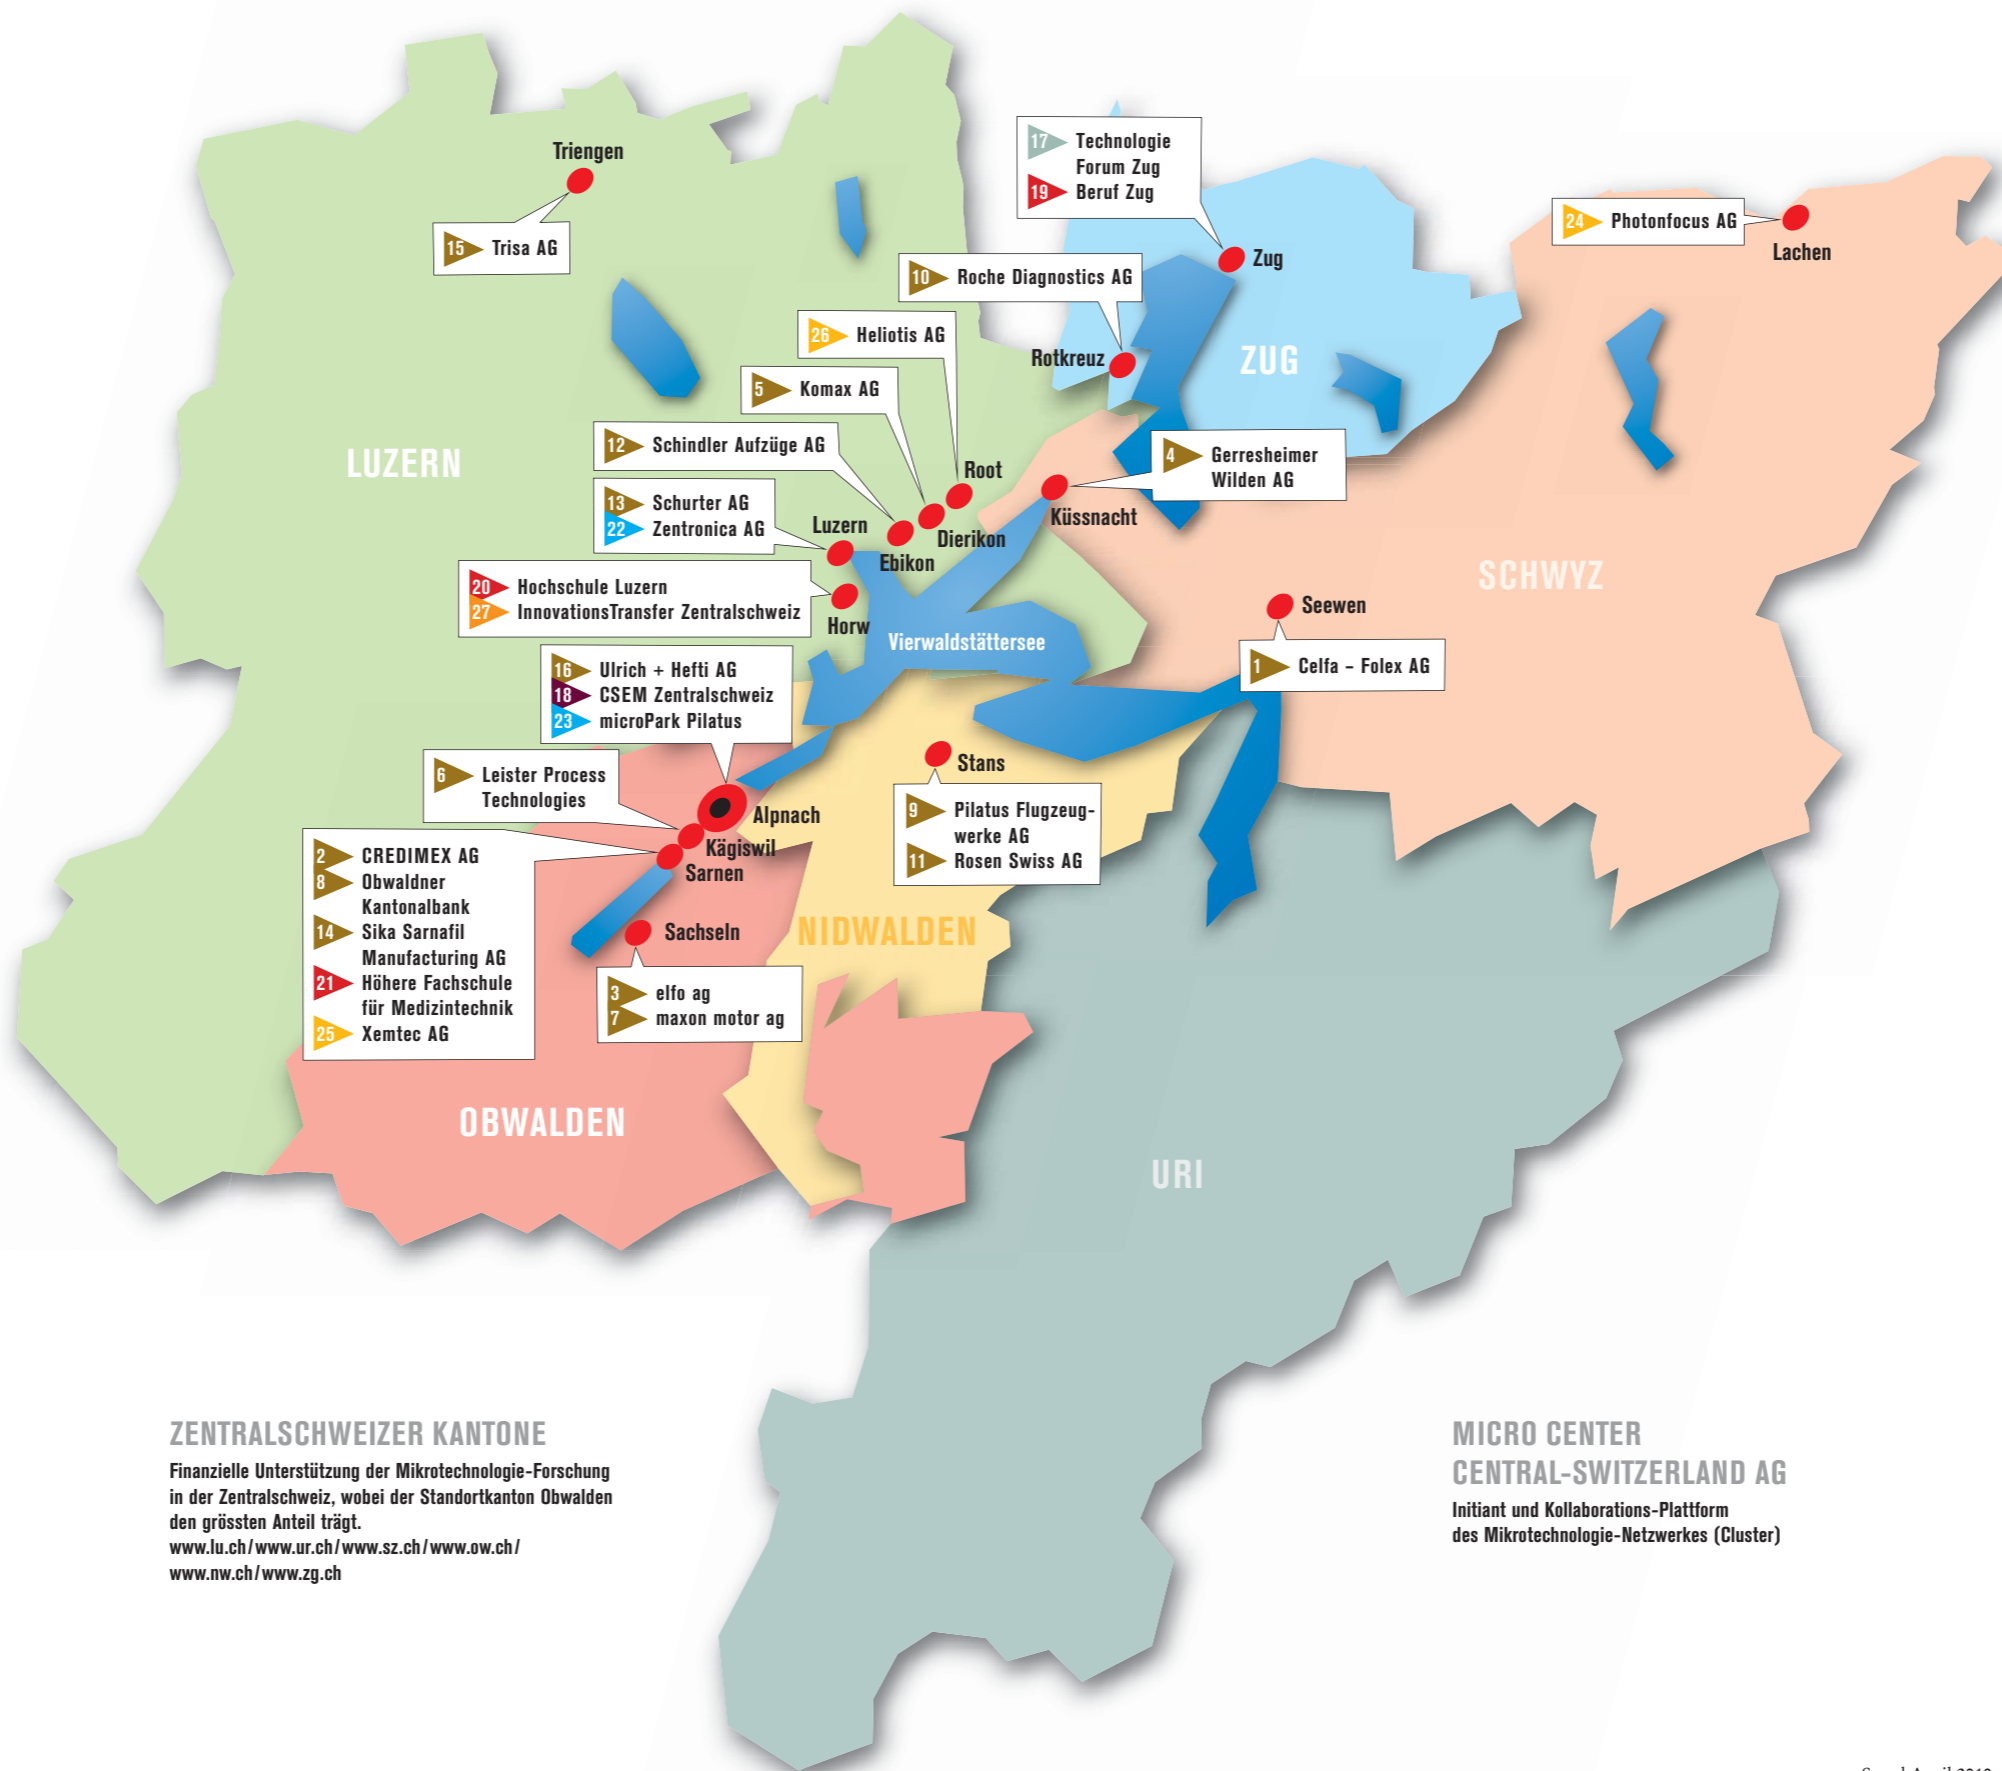 Triengen
15 Trisa AG
17 Technologie
Forum Zug
19 Beruf Zug
Zug
24 Photonfocus AG
Lachen
10 Roche Diagnostics AG
Rotkreuz
ZUG
26 Heliotis AG
5 Komax AG
12 Schindler Aufzüge AG
LUZERN
Root
4 Gerresheimer
Wilden AG
13 Schurter AG
22 Zentronica AG
Luzern
Ebikon
Dierikon
Küssnacht
20 Hochschule Luzern
27 InnovationsTransfer Zentralschweiz
Horw
Vierwaldstättersee
SCHWYZ
Seewen
1 Celfa – Folex AG
16 Ulrich + Hefti AG
18 CSEM Zentralschweiz
23 microPark Pilatus
6 Leister Process
Technologies
Alpnach
Kägiswil
Sarnen
Stans
9 Pilatus Flugzeug-
werke AG
11 Rosen Swiss AG
2 CREDIMEX AG
8 Obwaldner
Kantonalbank
14 Sika Sarnafil
Manufacturing AG
21 Höhere Fachschule
für Medizintechnik
25 Xemtec AG
Sachseln
3 elfo ag
7 maxon motor ag
NIDWALDEN
OBWALDEN
URI
ZENTRALSCHWEIZER KANTONE
Finanzielle Unterstützung der Mikrotechnologie-Forschung
in der Zentralschweiz, wobei der Standortkanton Obwalden
den grössten Anteil trägt.
www.lu.ch/www.ur.ch/www.sz.ch/www.ow.ch/
www.nw.ch/www.zg.ch
MICRO CENTER
CENTRAL-SWITZERLAND AG
Initiant und Kollaborations-Plattform
des Mikrotechnologie-Netzwerkes (Cluster)